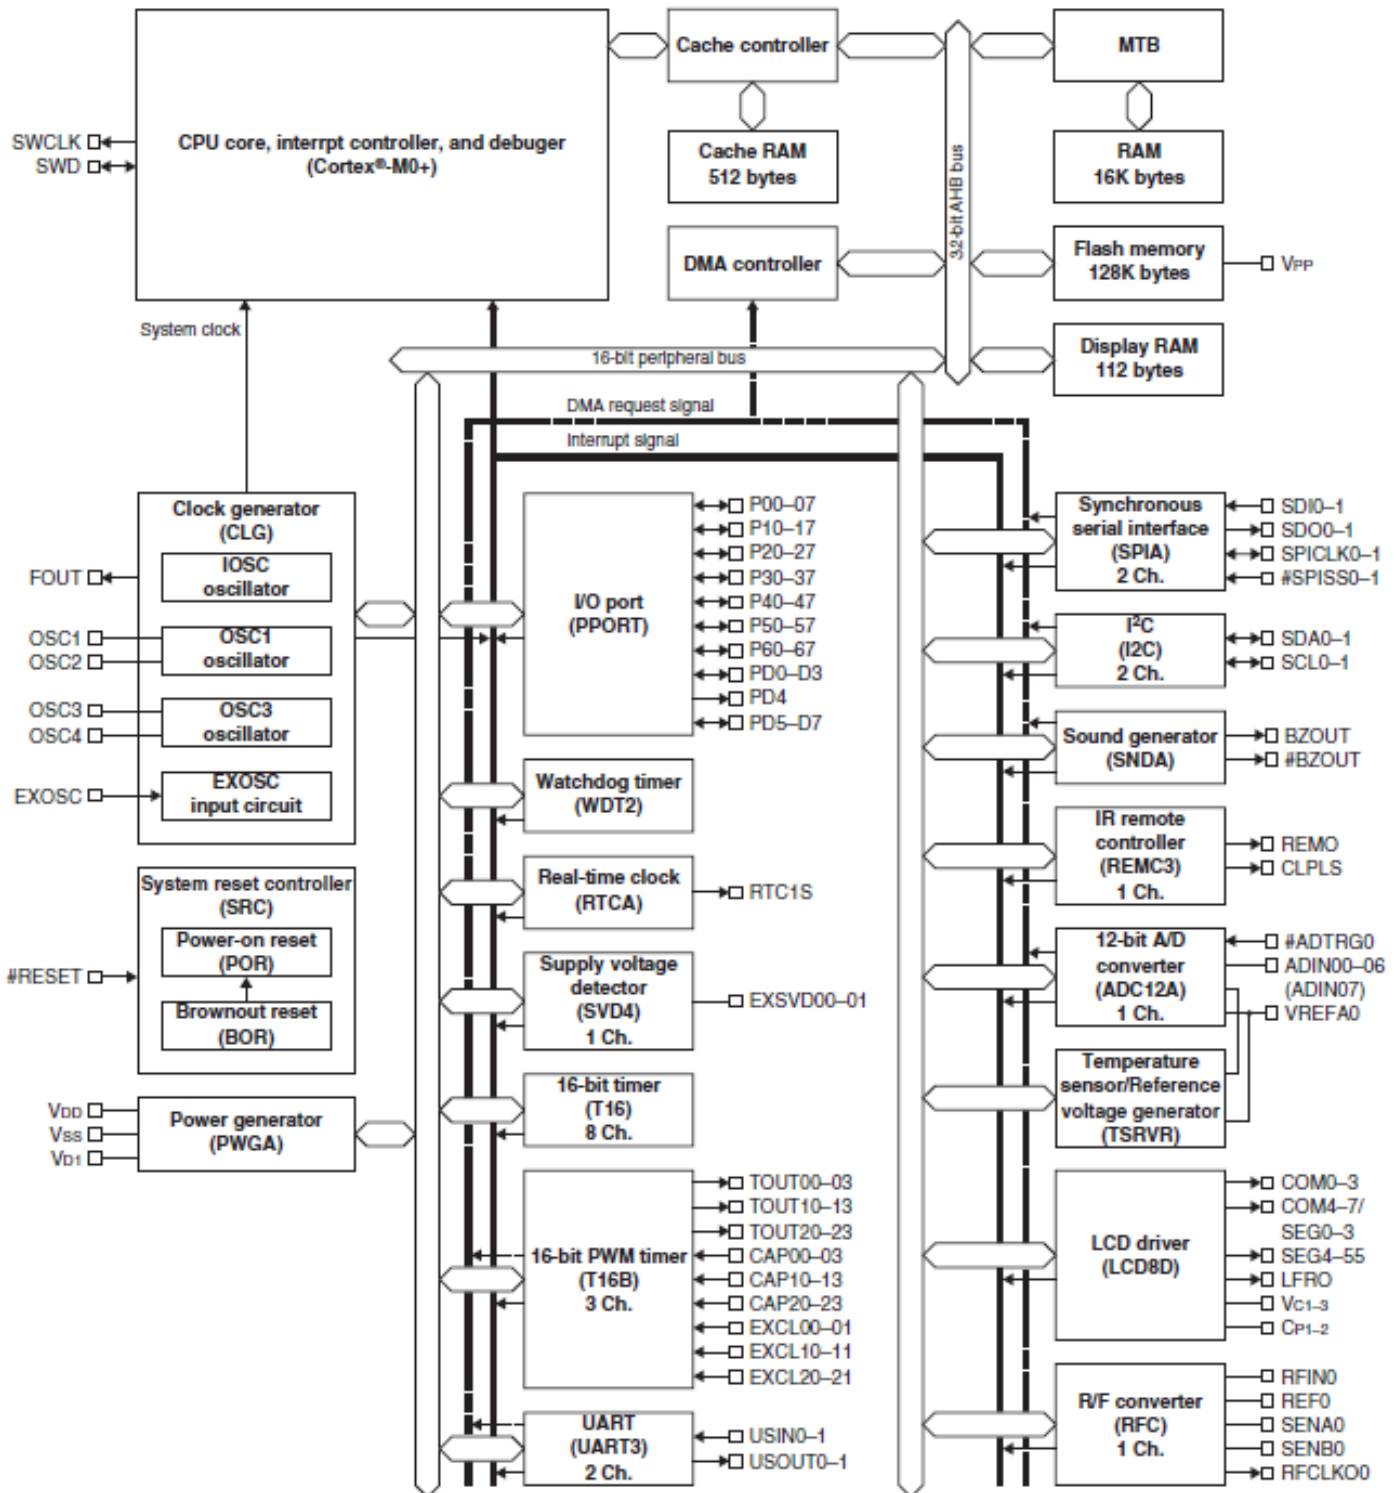 Cache controller
MTB
CPU core, interrpt controller, and debuger
(Cortex®-M0+)
SWCLK
SWD
Cache RAM
512 bytes
RAM
16K bytes
32-bit AHB bus
DMA controller
Flash memory
128K bytes
VPP
System clock
16-bit peripheral bus
Display RAM
112 bytes
DMA request signal
Interrupt signal
Clock generator
(CLG)
IOSC
oscillator
FOUT
OSC1
OSC2
OSC1
oscillator
OSC3
OSC4
OSC3
oscillator
EXOSC
EXOSC
input circuit
System reset controller
(SRC)
Power-on reset
(POR)
#RESET
Brownout reset
(BOR)
VDD
VSS
VD1
Power generator
(PWGA)
I/O port
(PPORT)
P00–07
P10–17
P20–27
P30–37
P40–47
P50–57
P60–67
PD0–D3
PD4
PD5–D7
Watchdog timer
(WDT2)
Real-time clock
(RTCA)
RTC1S
Supply voltage
detector
(SVD4)
1 Ch.
EXSVD00–01
16-bit timer
(T16)
8 Ch.
16-bit PWM timer
(T16B)
3 Ch.
TOUT00–03
TOUT10–13
TOUT20–23
CAP00–03
CAP10–13
CAP20–23
EXCL00–01
EXCL10–11
EXCL20–21
UART
(UART3)
2 Ch.
USIN0–1
USOUT0–1
Synchronous
serial interface
(SPIA)
2 Ch.
SDI0–1
SDO0–1
SPICLK0–1
#SPISS0–1
I²C
(I2C)
2 Ch.
SDA0–1
SCL0–1
Sound generator
(SNDA)
BZOUT
#BZOUT
IR remote
controller
(REMC3)
1 Ch.
REMO
CLPLS
12-bit A/D
converter
(ADC12A)
1 Ch.
#ADTRG0
ADIN00–06
(ADIN07)
VREFA0
Temperature
sensor/Reference
voltage generator
(TSRVR)
LCD driver
(LCD8D)
COM0–3
COM4–7/
SEG0–3
SEG4–55
LFRO
VC1–3
CP1–2
R/F converter
(RFC)
1 Ch.
RFIN0
REF0
SENA0
SENB0
RFCLKO0